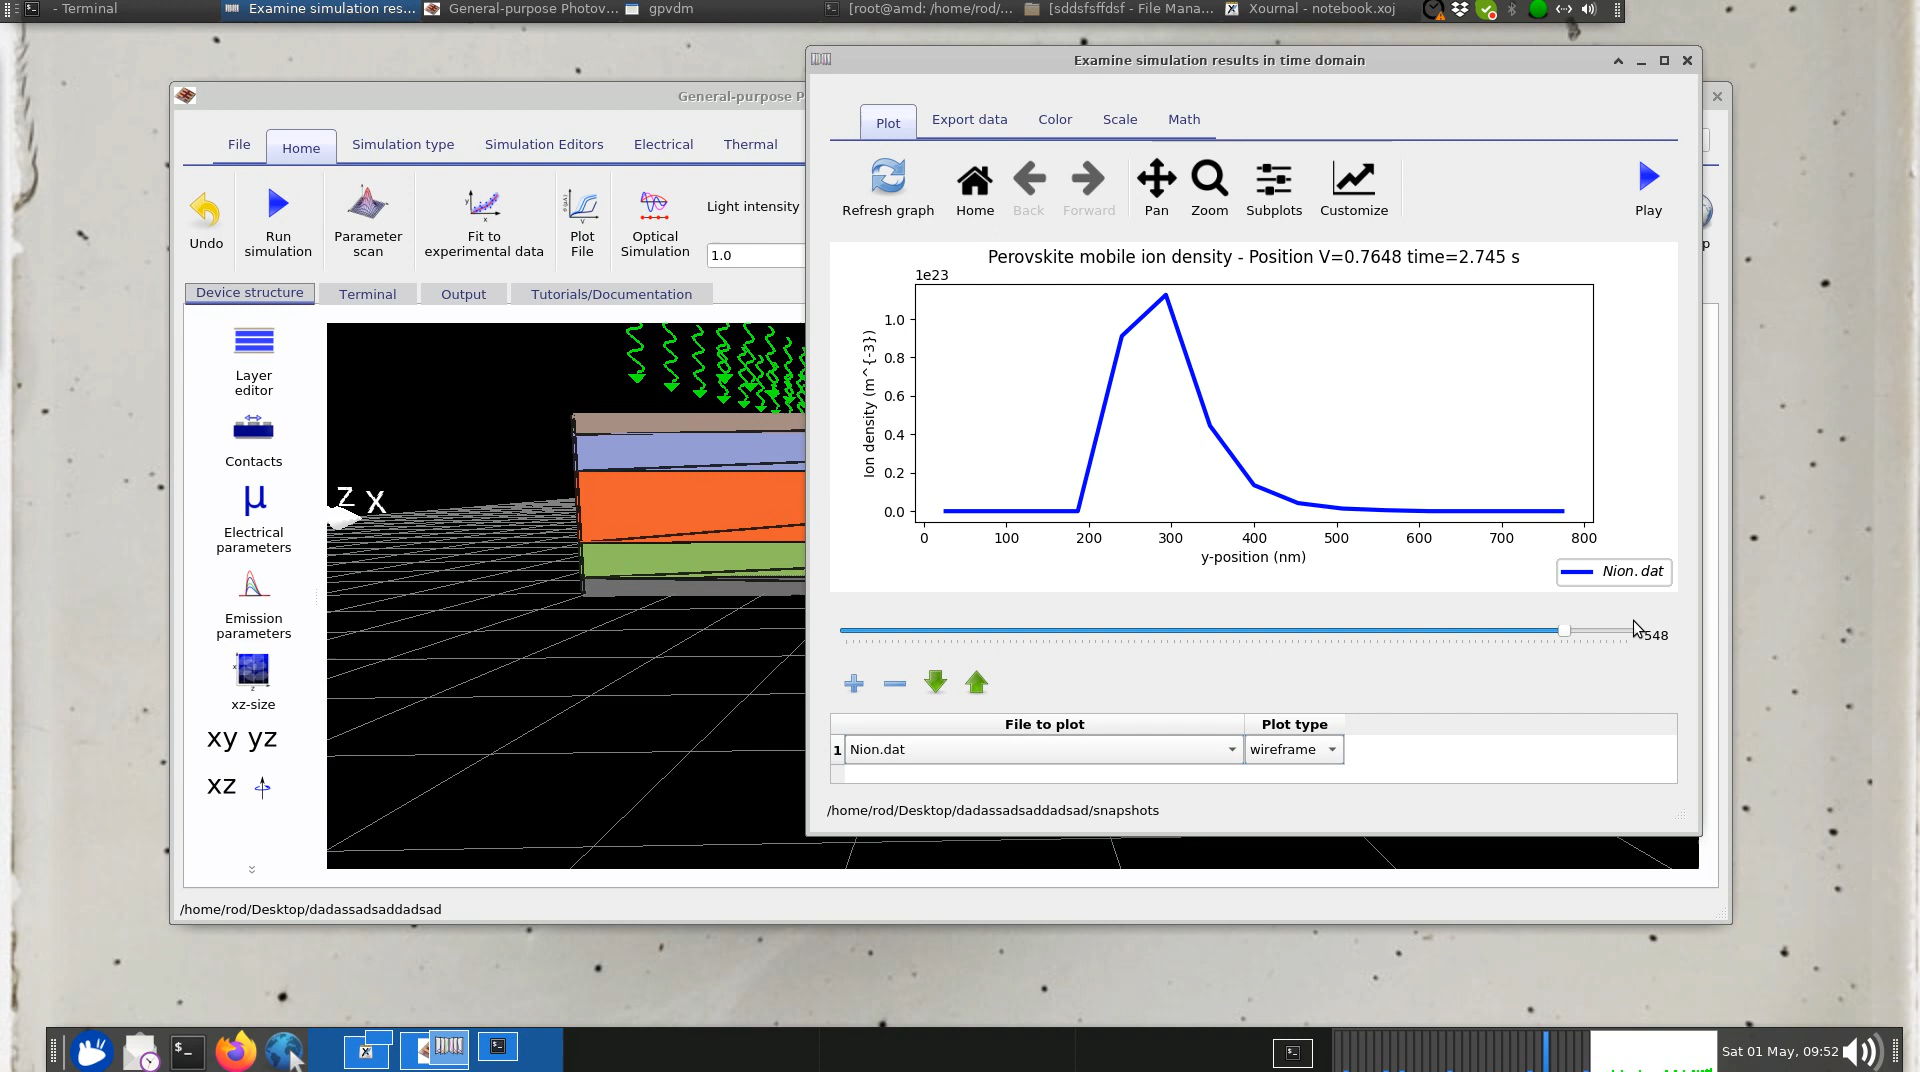 - Terminal
Examine simulation res...
General-purpose Photov...
gpvdm
[root@amd: /home/rod/...
[sddsfsffdsf - File Mana...
Xournal - notebook.xoj
Examine simulation results in time domain
General-purpose P
Plot
Export data
Color
Scale
Math
File
Home
Simulation type
Simulation Editors
Electrical
Thermal
Refresh graph
Home
Back
Forward
Pan
Zoom
Subplots
Customize
Play
Undo
Run
simulation
Parameter
scan
Fit to
experimental data
Plot
File
Optical
Simulation
Light intensity
1.0
Device structure
Terminal
Output
Tutorials/Documentation
Perovskite mobile ion density - Position V=0.7648 time=2.745 s
1e23
Ion density (m^{-3})
1.0
0.8
0.6
0.4
0.2
0.0
0 100 200 300 400 500 600 700 800
y-position (nm)
Nion.dat
Layer
editor
Contacts
μ
Electrical
parameters
Emission
parameters
xz-size
xy yz
xz
Z X
548
File to plot
Plot type
1
Nion.dat
wireframe
/home/rod/Desktop/dadassadsaddadsad/snapshots
/home/rod/Desktop/dadassadsaddadsad
Sat 01 May, 09:52